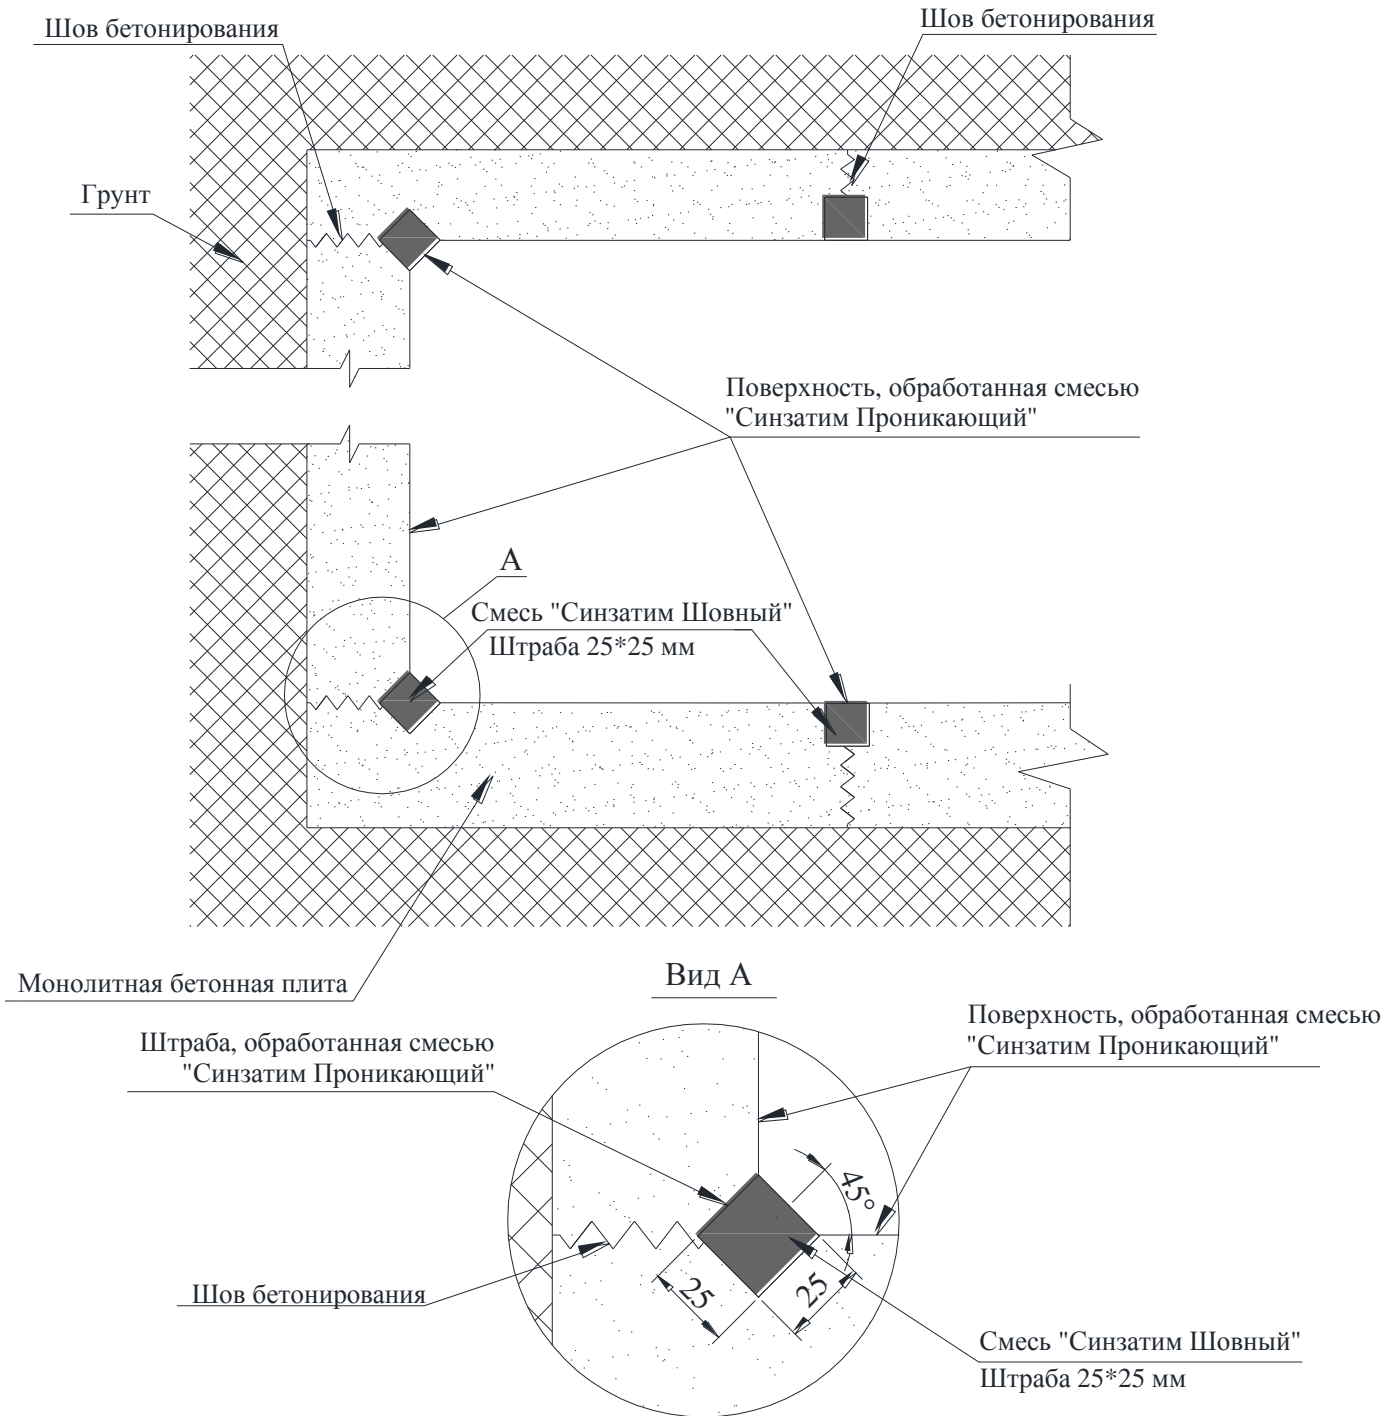 Шов бетонирования
Шов бетонирования
Грунт
Поверхность, обработанная смесью
"Синзатим Проникающий"
А
Смесь "Синзатим Шовный"
Штраба 25*25 мм
Монолитная бетонная плита
Вид А
Поверхность, обработанная смесью
"Синзатим Проникающий"
Штраба, обработанная смесью
"Синзатим Проникающий"
45°
25
25
Шов бетонирования
Смесь "Синзатим Шовный"
Штраба 25*25 мм